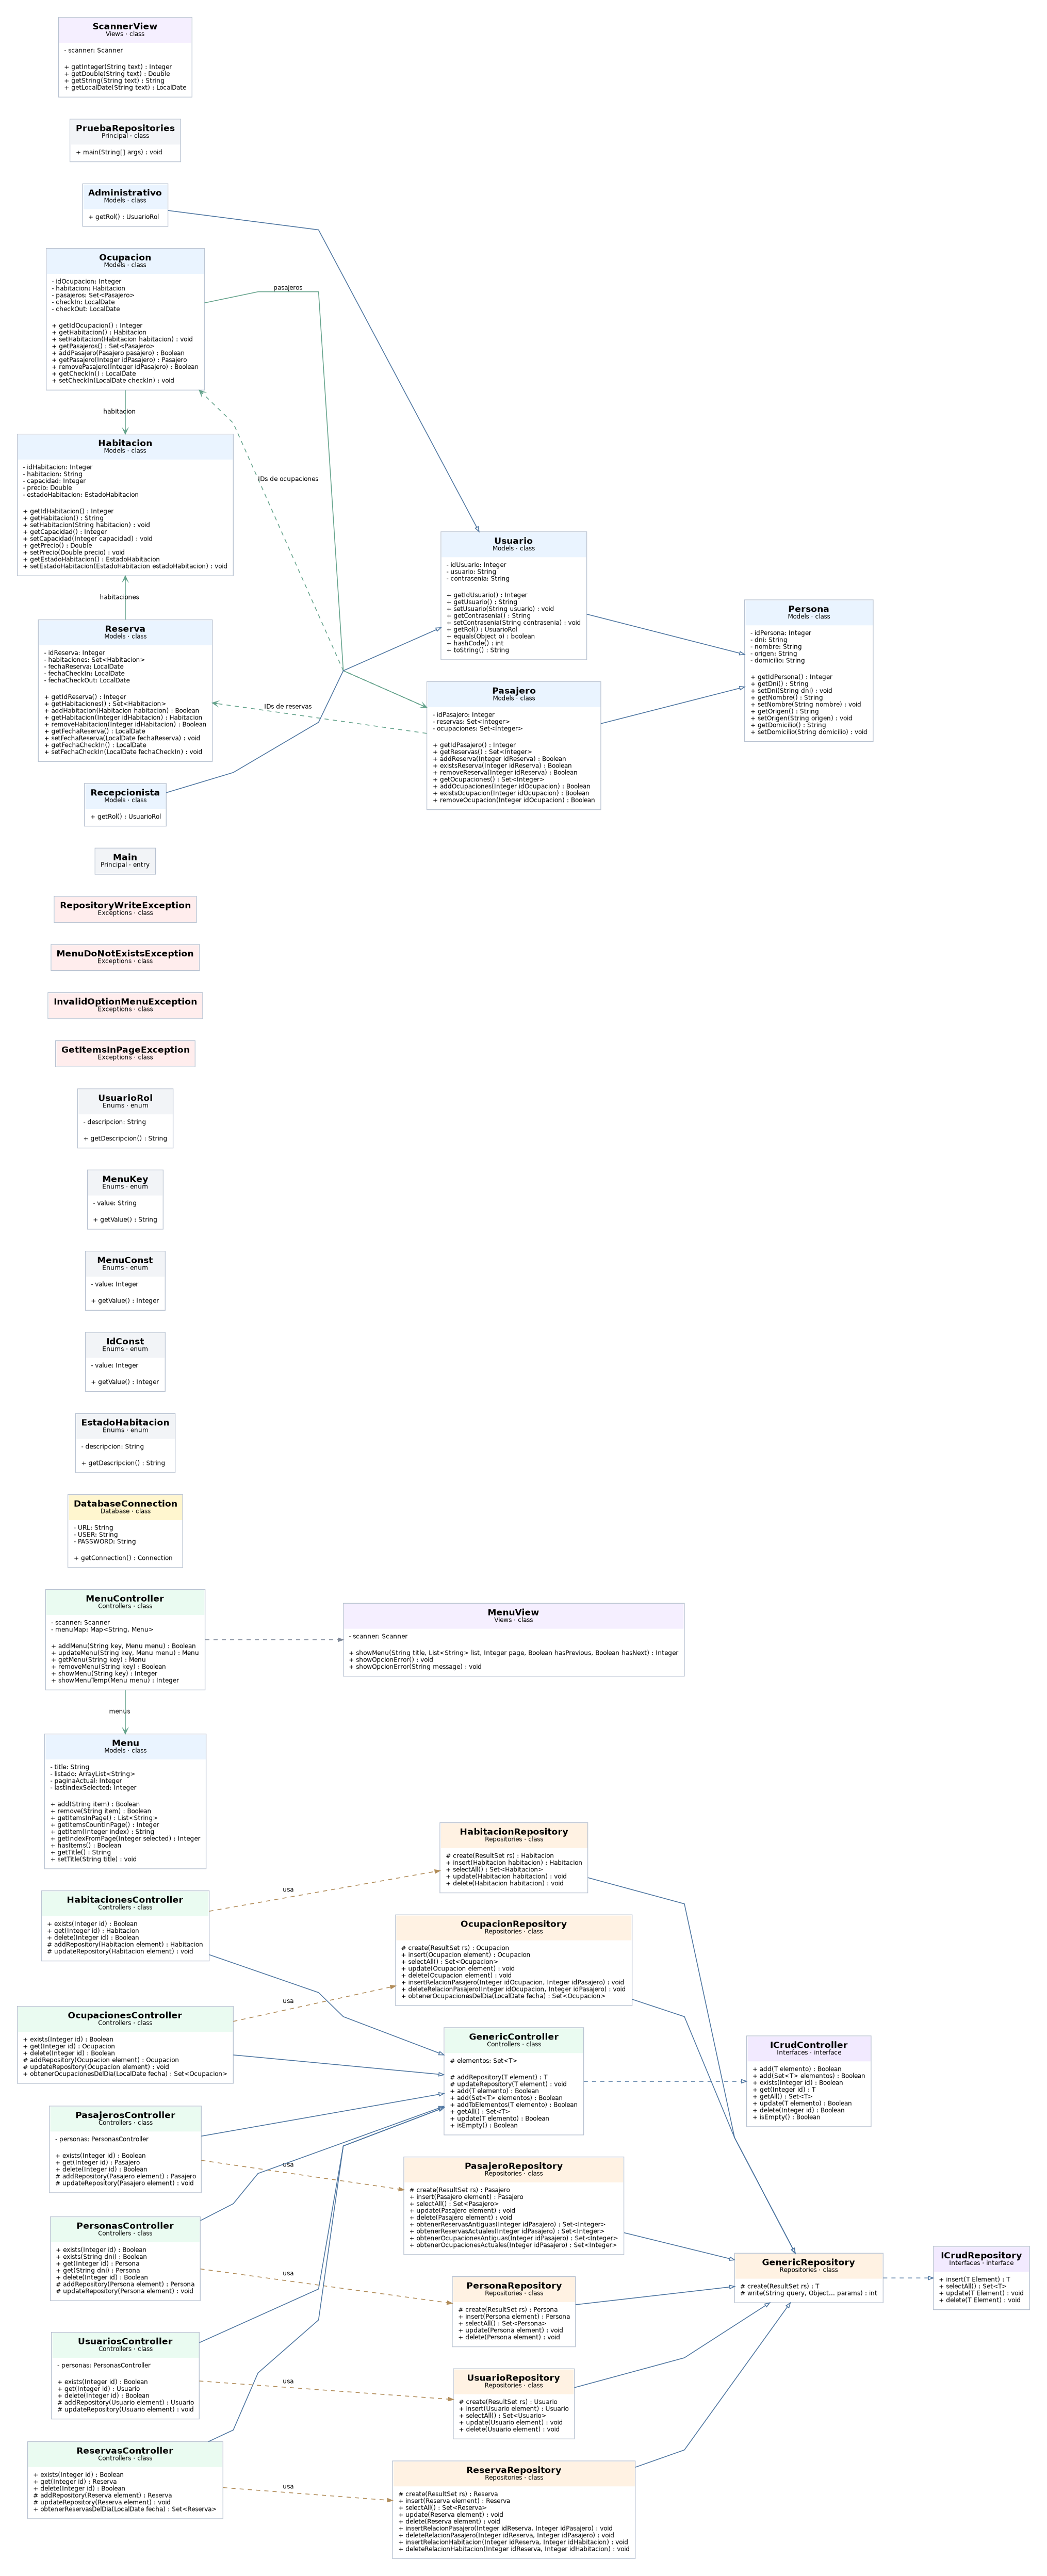 ScannerView
Views · class
- scanner: Scanner
+ getInteger(String text) : Integer
+ getDouble(String text) : Double
+ getString(String text) : String
+ getLocalDate(String text) : LocalDate
PruebaRepositories
Principal · class
+ main(String[] args) : void
Administrativo
Models · class
+ getRol() : UsuarioRol
Ocupacion
Models · class
- idOcupacion: Integer
- habitacion: Habitacion
- pasajeros: Set<Pasajero>
- checkIn: LocalDate
- checkOut: LocalDate
+ getIdOcupacion() : Integer
+ getHabitacion() : Habitacion
+ setHabitacion(Habitacion habitacion) : void
+ getPasajeros() : Set<Pasajero>
+ addPasajero(Pasajero pasajero) : Boolean
+ getPasajero(Integer idPasajero) : Pasajero
+ removePasajero(Integer idPasajero) : Boolean
+ getCheckIn() : LocalDate
+ setCheckIn(LocalDate checkIn) : void
pasajeros
habitacion
Habitacion
Models · class
- idHabitacion: Integer
- habitacion: String
- capacidad: Integer
- precio: Double
- estadoHabitacion: EstadoHabitacion
+ getIdHabitacion() : Integer
+ getHabitacion() : String
+ setHabitacion(String habitacion) : void
+ getCapacidad() : Integer
+ setCapacidad(Integer capacidad) : void
+ getPrecio() : Double
+ setPrecio(Double precio) : void
+ getEstadoHabitacion() : EstadoHabitacion
+ setEstadoHabitacion(EstadoHabitacion estadoHabitacion) : void
IDs de ocupaciones
habitaciones
Reserva
Models · class
- idReserva: Integer
- habitaciones: Set<Habitacion>
- fechaReserva: LocalDate
- fechaCheckIn: LocalDate
- fechaCheckOut: LocalDate
+ getIdReserva() : Integer
+ getHabitaciones() : Set<Habitacion>
+ addHabitacion(Habitacion habitacion) : Boolean
+ getHabitacion(Integer idHabitacion) : Habitacion
+ removeHabitacion(Integer idHabitacion) : Boolean
+ getFechaReserva() : LocalDate
+ setFechaReserva(LocalDate fechaReserva) : void
+ getFechaCheckIn() : LocalDate
+ setFechaCheckIn(LocalDate fechaCheckIn) : void
IDs de reservas
Usuario
Models · class
- idUsuario: Integer
- usuario: String
- contrasenia: String
+ getIdUsuario() : Integer
+ getUsuario() : String
+ setUsuario(String usuario) : void
+ getContrasenia() : String
+ setContrasenia(String contrasenia) : void
+ getRol() : UsuarioRol
+ equals(Object o) : boolean
+ hashCode() : int
+ toString() : String
Pasajero
Models · class
- idPasajero: Integer
- reservas: Set<Integer>
- ocupaciones: Set<Integer>
+ getIdPasajero() : Integer
+ getReservas() : Set<Integer>
+ addReserva(Integer idReserva) : Boolean
+ existsReserva(Integer idReserva) : Boolean
+ removeReserva(Integer idReserva) : Boolean
+ getOcupaciones() : Set<Integer>
+ addOcupaciones(Integer idOcupacion) : Boolean
+ existsOcupacion(Integer idOcupacion) : Boolean
+ removeOcupacion(Integer idOcupacion) : Boolean
Persona
Models · class
- idPersona: Integer
- dni: String
- nombre: String
- origen: String
- domicilio: String
+ getIdPersona() : Integer
+ getDni() : String
+ setDni(String dni) : void
+ getNombre() : String
+ setNombre(String nombre) : void
+ getOrigen() : String
+ setOrigen(String origen) : void
+ getDomicilio() : String
+ setDomicilio(String domicilio) : void
Recepcionista
Models · class
+ getRol() : UsuarioRol
Main
Principal · entry
RepositoryWriteException
Exceptions · class
MenuDoNotExistsException
Exceptions · class
InvalidOptionMenuException
Exceptions · class
GetItemsInPageException
Exceptions · class
UsuarioRol
Enums · enum
- descripcion: String
+ getDescripcion() : String
MenuKey
Enums · enum
- value: String
+ getValue() : String
MenuConst
Enums · enum
- value: Integer
+ getValue() : Integer
IdConst
Enums · enum
- value: Integer
+ getValue() : Integer
EstadoHabitacion
Enums · enum
- descripcion: String
+ getDescripcion() : String
DatabaseConnection
Database · class
- URL: String
- USER: String
- PASSWORD: String
+ getConnection() : Connection
MenuController
Controllers · class
- scanner: Scanner
- menuMap: Map<String, Menu>
+ addMenu(String key, Menu menu) : Boolean
+ updateMenu(String key, Menu menu) : Menu
+ getMenu(String key) : Menu
+ removeMenu(String key) : Boolean
+ showMenu(String key) : Integer
+ showMenuTemp(Menu menu) : Integer
MenuView
Views · class
- scanner: Scanner
+ showMenu(String title, List<String> list, Integer page, Boolean hasPrevious, Boolean hasNext) : Integer
+ showOpcionError() : void
+ showOpcionError(String message) : void
menus
Menu
Models · class
- title: String
- listado: ArrayList<String>
- paginaActual: Integer
- lastIndexSelected: Integer
+ add(String item) : Boolean
+ remove(String item) : Boolean
+ getItemsInPage() : List<String>
+ getItemsCountInPage() : Integer
+ getItem(Integer index) : String
+ getIndexFromPage(Integer selected) : Integer
+ hasItems() : Boolean
+ getTitle() : String
+ setTitle(String title) : void
HabitacionesController
Controllers · class
+ exists(Integer id) : Boolean
+ get(Integer id) : Habitacion
+ delete(Integer id) : Boolean
# addRepository(Habitacion element) : Habitacion
# updateRepository(Habitacion element) : void
usa
HabitacionRepository
Repositories · class
# create(ResultSet rs) : Habitacion
+ insert(Habitacion habitacion) : Habitacion
+ selectAll() : Set<Habitacion>
+ update(Habitacion habitacion) : void
+ delete(Habitacion habitacion) : void
OcupacionRepository
Repositories · class
# create(ResultSet rs) : Ocupacion
+ insert(Ocupacion element) : Ocupacion
+ selectAll() : Set<Ocupacion>
+ update(Ocupacion element) : void
+ delete(Ocupacion element) : void
+ insertRelacionPasajero(Integer idOcupacion, Integer idPasajero) : void
+ deleteRelacionPasajero(Integer idOcupacion, Integer idPasajero) : void
+ obtenerOcupacionesDelDia(LocalDate fecha) : Set<Ocupacion>
usa
OcupacionesController
Controllers · class
+ exists(Integer id) : Boolean
+ get(Integer id) : Ocupacion
+ delete(Integer id) : Boolean
# addRepository(Ocupacion element) : Ocupacion
# updateRepository(Ocupacion element) : void
+ obtenerOcupacionesDelDia(LocalDate fecha) : Set<Ocupacion>
GenericController
Controllers · class
# elementos: Set<T>
# addRepository(T element) : T
# updateRepository(T element) : void
+ add(T elemento) : Boolean
+ add(Set<T> elementos) : Boolean
+ addToElementos(T elemento) : Boolean
+ getAll() : Set<T>
+ update(T elemento) : Boolean
+ isEmpty() : Boolean
ICrudController
Interfaces · interface
+ add(T elemento) : Boolean
+ add(Set<T> elementos) : Boolean
+ exists(Integer id) : Boolean
+ get(Integer id) : T
+ getAll() : Set<T>
+ update(T elemento) : Boolean
+ delete(Integer id) : Boolean
+ isEmpty() : Boolean
PasajerosController
Controllers · class
- personas: PersonasController
+ exists(Integer id) : Boolean
+ get(Integer id) : Pasajero
+ delete(Integer id) : Boolean
# addRepository(Pasajero element) : Pasajero
# updateRepository(Pasajero element) : void
usa
PasajeroRepository
Repositories · class
# create(ResultSet rs) : Pasajero
+ insert(Pasajero element) : Pasajero
+ selectAll() : Set<Pasajero>
+ update(Pasajero element) : void
+ delete(Pasajero element) : void
+ obtenerReservasAntiguas(Integer idPasajero) : Set<Integer>
+ obtenerReservasActuales(Integer idPasajero) : Set<Integer>
+ obtenerOcupacionesAntiguas(Integer idPasajero) : Set<Integer>
+ obtenerOcupacionesActuales(Integer idPasajero) : Set<Integer>
PersonasController
Controllers · class
+ exists(Integer id) : Boolean
+ exists(String dni) : Boolean
+ get(Integer id) : Persona
+ get(String dni) : Persona
+ delete(Integer id) : Boolean
# addRepository(Persona element) : Persona
# updateRepository(Persona element) : void
usa
PersonaRepository
Repositories · class
# create(ResultSet rs) : Persona
+ insert(Persona element) : Persona
+ selectAll() : Set<Persona>
+ update(Persona element) : void
+ delete(Persona element) : void
GenericRepository
Repositories · class
# create(ResultSet rs) : T
# write(String query, Object... params) : int
ICrudRepository
Interfaces · interface
+ insert(T Element) : T
+ selectAll() : Set<T>
+ update(T Element) : void
+ delete(T Element) : void
UsuariosController
Controllers · class
- personas: PersonasController
+ exists(Integer id) : Boolean
+ get(Integer id) : Usuario
+ delete(Integer id) : Boolean
# addRepository(Usuario element) : Usuario
# updateRepository(Usuario element) : void
usa
UsuarioRepository
Repositories · class
# create(ResultSet rs) : Usuario
+ insert(Usuario element) : Usuario
+ selectAll() : Set<Usuario>
+ update(Usuario element) : void
+ delete(Usuario element) : void
ReservasController
Controllers · class
+ exists(Integer id) : Boolean
+ get(Integer id) : Reserva
+ delete(Integer id) : Boolean
# addRepository(Reserva element) : Reserva
# updateRepository(Reserva element) : void
+ obtenerReservasDelDia(LocalDate fecha) : Set<Reserva>
usa
ReservaRepository
Repositories · class
# create(ResultSet rs) : Reserva
+ insert(Reserva element) : Reserva
+ selectAll() : Set<Reserva>
+ update(Reserva element) : void
+ delete(Reserva element) : void
+ insertRelacionPasajero(Integer idReserva, Integer idPasajero) : void
+ deleteRelacionPasajero(Integer idReserva, Integer idPasajero) : void
+ insertRelacionHabitacion(Integer idReserva, Integer idHabitacion) : void
+ deleteRelacionHabitacion(Integer idReserva, Integer idHabitacion) : void